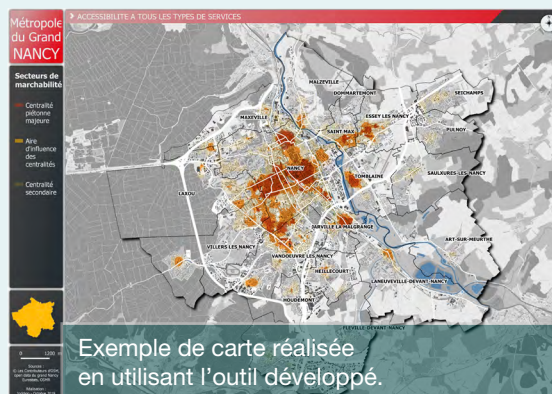 Métropole
du Grand
NANCY
ACCESSIBILITE A TOUS LES TYPES DE SERVICES
Secteurs de
marchabilité
Centralité
piétonne
majeure
Aire
d'influence
des
centralités
Centralité
secondaire
MALZEVILLE
DOMMARTEMONT
SEICHAMPS
ESSEY LES NANCY
MAXEVILLE
SAINT-MAX
PULNOY
NANCY
TOMBLAINE
SAULXURES-LES-NANCY
LAXOU
JARVILLE LA MALGRANGE
ART-SUR-MEURTHE
VILLERS LES NANCY
VANDOEUVRE LES NANCY
HEILLECOURT
LANEUVEVILLE-DEVANT-NANCY
HOUDEMONT
FLEVILLE-DEVANT-NANCY
0 1200 m
Exemple de carte réalisée
en utilisant l'outil développé.